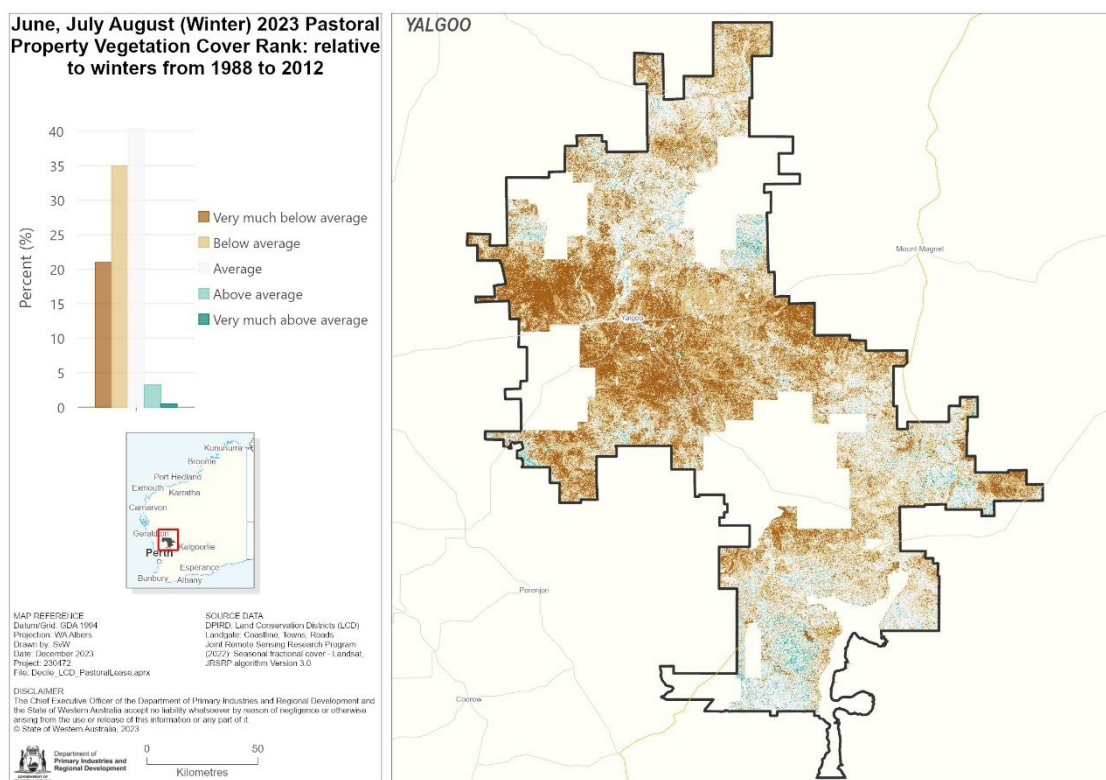 June, July August (Winter) 2023 Pastoral
Property Vegetation Cover Rank: relative
to winters from 1988 to 2012
40
35
30
25
20
15
10
5
0
Percent (%)
Very much below average
Below average
Average
Above average
Very much above average
Kununurra
Broome
Port Hedland
Exmouth
Karratha
Carnarvon
Geraldton
Kalgoorlie
Perth
Esperance
Bunbury
Albany
MAP REFERENCE
Datum/Grid: GDA 1994
Projection: WA Albers
Drawn by: SvW
Date: December 2023
Project: 230472
File: Decile_LCD_PastoralLease.aprx
SOURCE DATA
DPIRD: Land Conservation Districts (LCD)
Landgate: Coastline, Towns, Roads
Joint Remote Sensing Research Program
(2022): Seasonal fractional cover - Landsat,
JRSRP algorithm Version 3.0
DISCLAIMER
The Chief Executive Officer of the Department of Primary Industries and Regional Development and
the State of Western Australia accept no liability whatsoever by reason of negligence or otherwise
arising from the use or release of this information or any part of it.
© State of Western Australia, 2023
Department of
Primary Industries and
Regional Development
GOVERNMENT OF
0 50
Kilometres
YALGOO
Mount Magnet
Yalgoo
Perenjori
Coorow